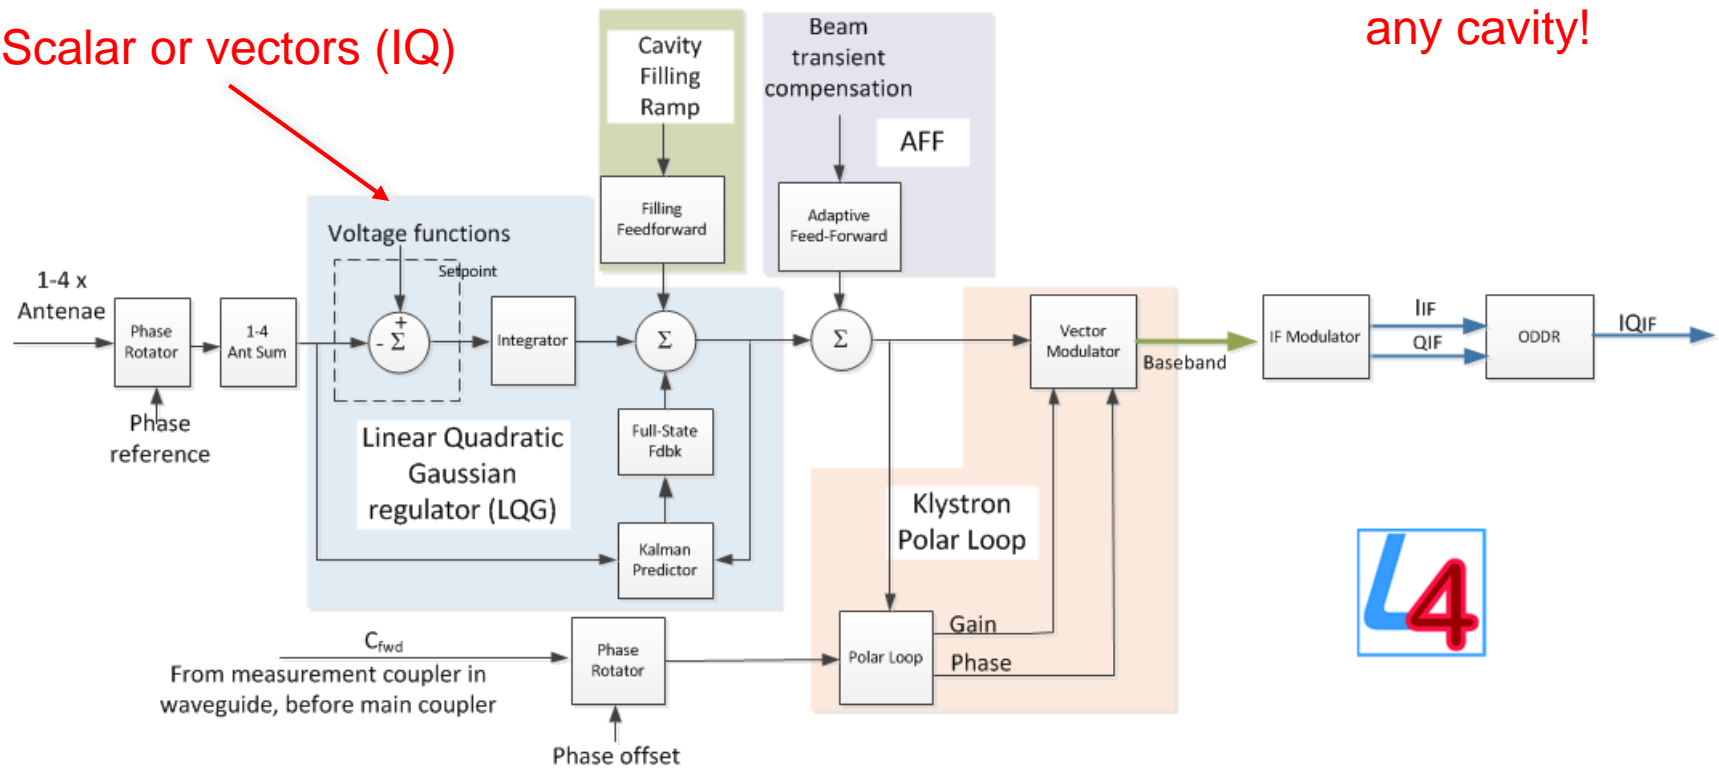 Scalar or vectors (IQ)
any cavity!
Cavity
Filling
Ramp
Beam
transient
compensation
AFF
Filling
Feedforward
Adaptive
Feed-Forward
Voltage functions
Setpoint
1-4 x
Antenae
Phase
Rotator
1-4
Ant Sum
+
- Σ
Integrator
Σ
Σ
Vector
Modulator
Baseband
IF Modulator
IIF
QIF
ODDR
IQIF
Phase
reference
Linear Quadratic
Gaussian
regulator (LQG)
Full-State
Fdbk
Kalman
Predictor
Klystron
Polar Loop
Cfwd
From measurement coupler in
waveguide, before main coupler
Phase
Rotator
Polar Loop
Gain
Phase
Phase offset
L4